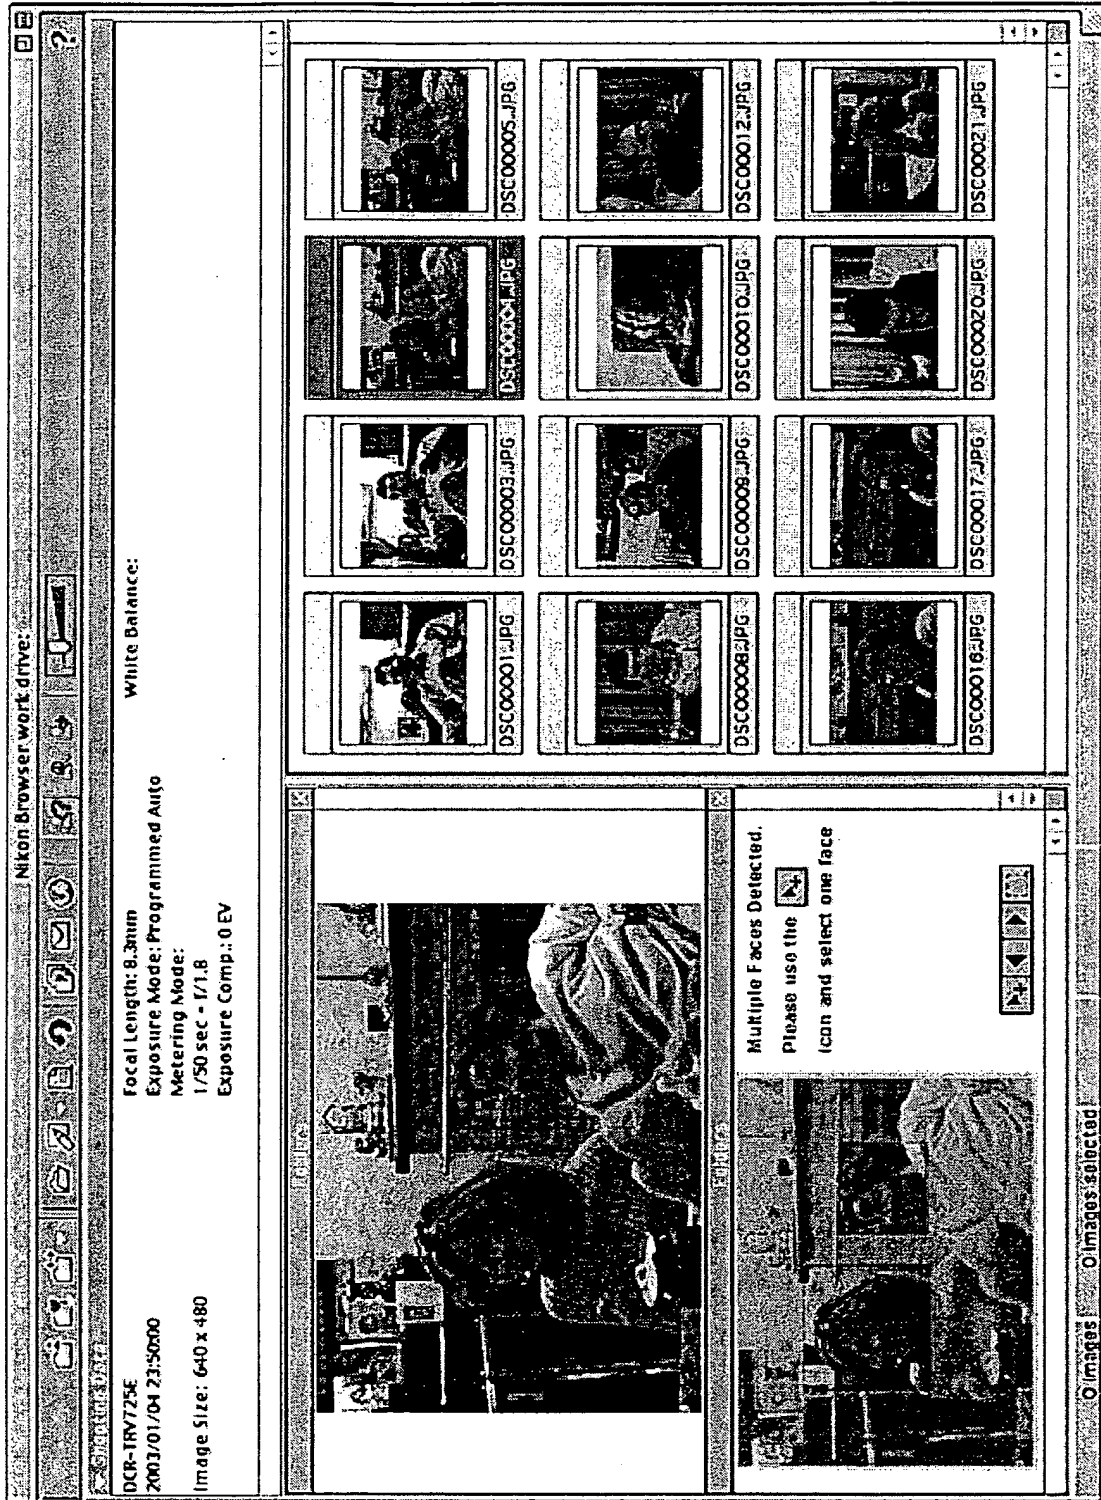 Nikon Browser:work drive:
?
DCR-TRV725E
2003/01/04 23:50:00
Image Size: 640 x 480
Focal Length: 8.3mm
Exposure Mode: Programmed Auto
Metering Mode:
1/50 sec - f/1.8
Exposure Comp.: 0 EV
White Balance:
Multiple Faces Detected.
Please use the
icon and select one face
DSC00001.JPG
DSC00003.JPG
DSC00004.JPG
DSC00005.JPG
DSC00008.JPG
DSC00009.JPG
DSC00010.JPG
DSC00012.JPG
DSC00016.JPG
DSC00017.JPG
DSC00020.JPG
DSC00021.JPG
0 images
0 images selected